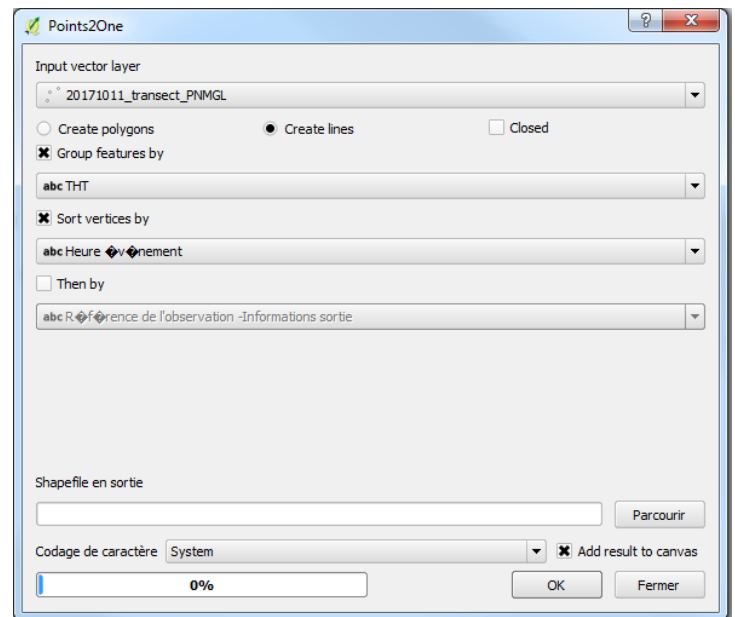 Points2One
Input vector layer
20171011_transect_PNMGL
Create polygons Create lines Closed
Group features by
abc THT
Sort vertices by
abc Heure �v�nement
Then by
abc R�f�rence de l'observation -Informations sortie
Shapefile en sortie
Parcourir
Codage de caractère System Add result to canvas
0% OK Fermer